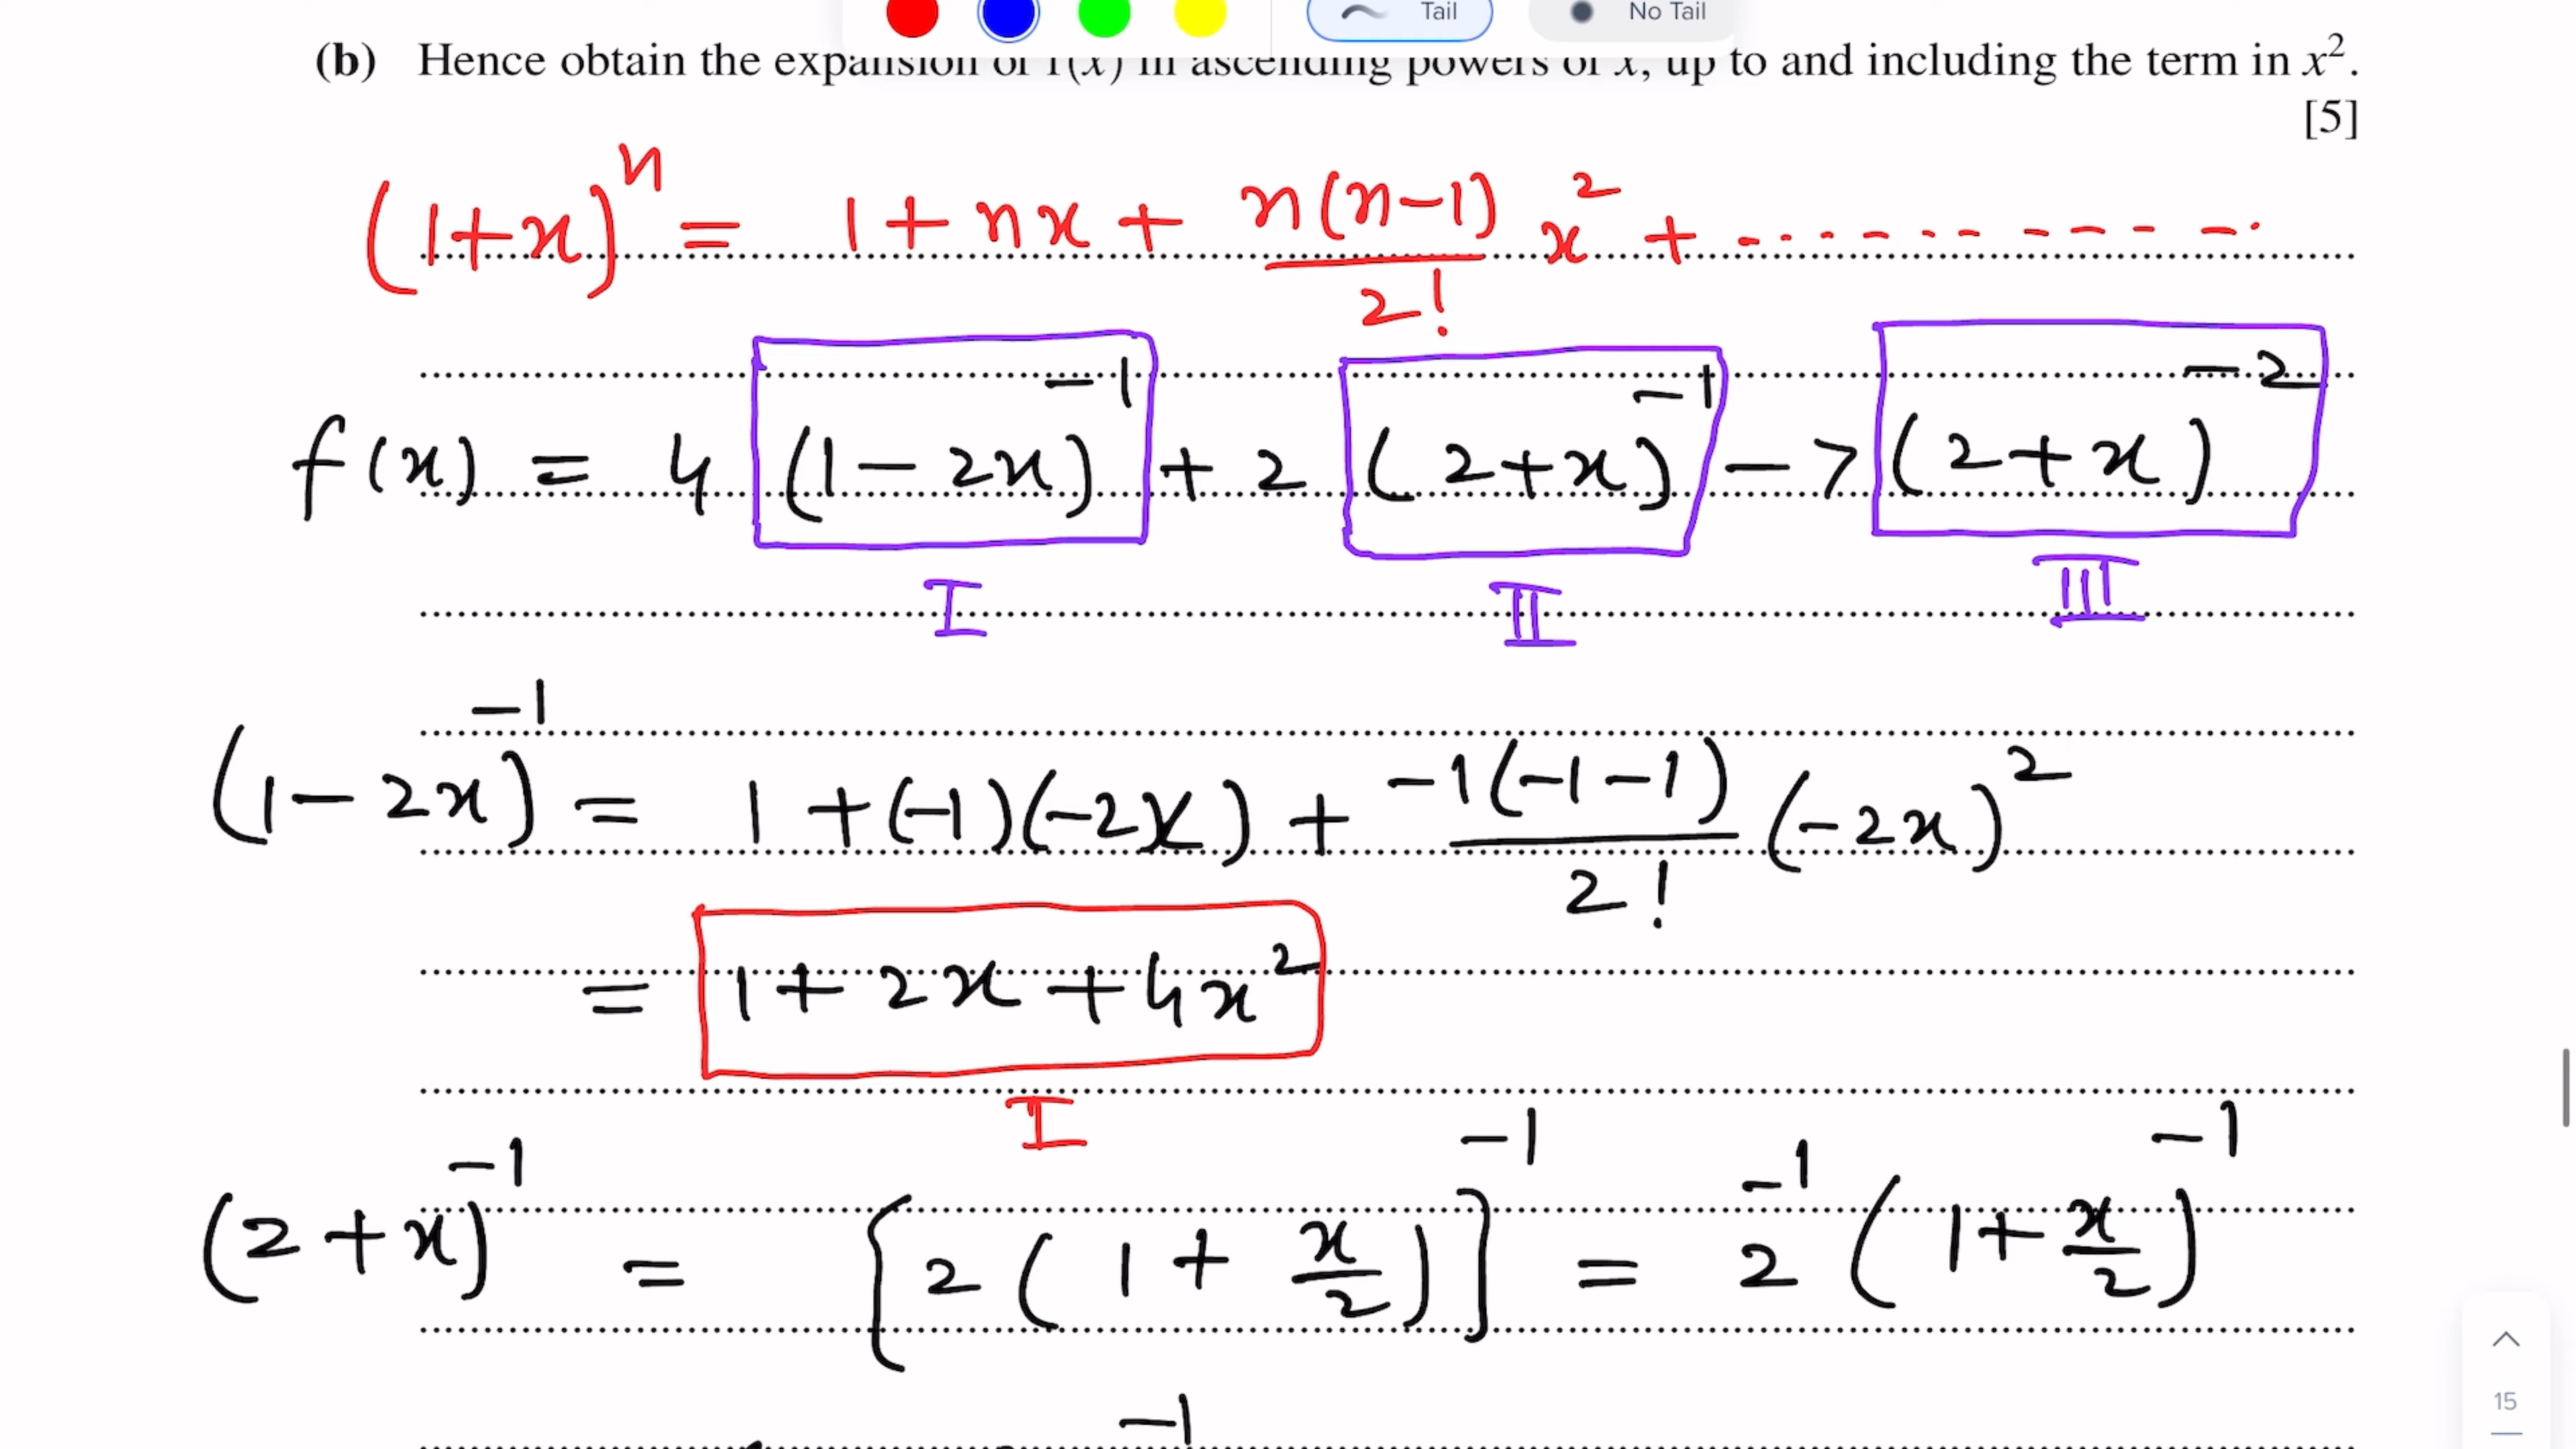 Tail No Tail
(b) Hence obtain the expansion of f(x) in ascending powers of x, up to and including the term in x².
[5]
(1+x)ⁿ = 1 + nx + n(n-1)/2! x² + ----------
f(x) = 4 (1-2x)⁻¹ + 2 (2+x)⁻¹ - 7 (2+x)⁻²
I II III
(1-2x)⁻¹ = 1 + (-1)(-2x) + -1(-1-1)/2! (-2x)²
= 1 + 2x + 4x²
I
(2+x)⁻¹ = [2(1 + x/2)]⁻¹ = 2⁻¹ (1 + x/2)⁻¹
-1
15